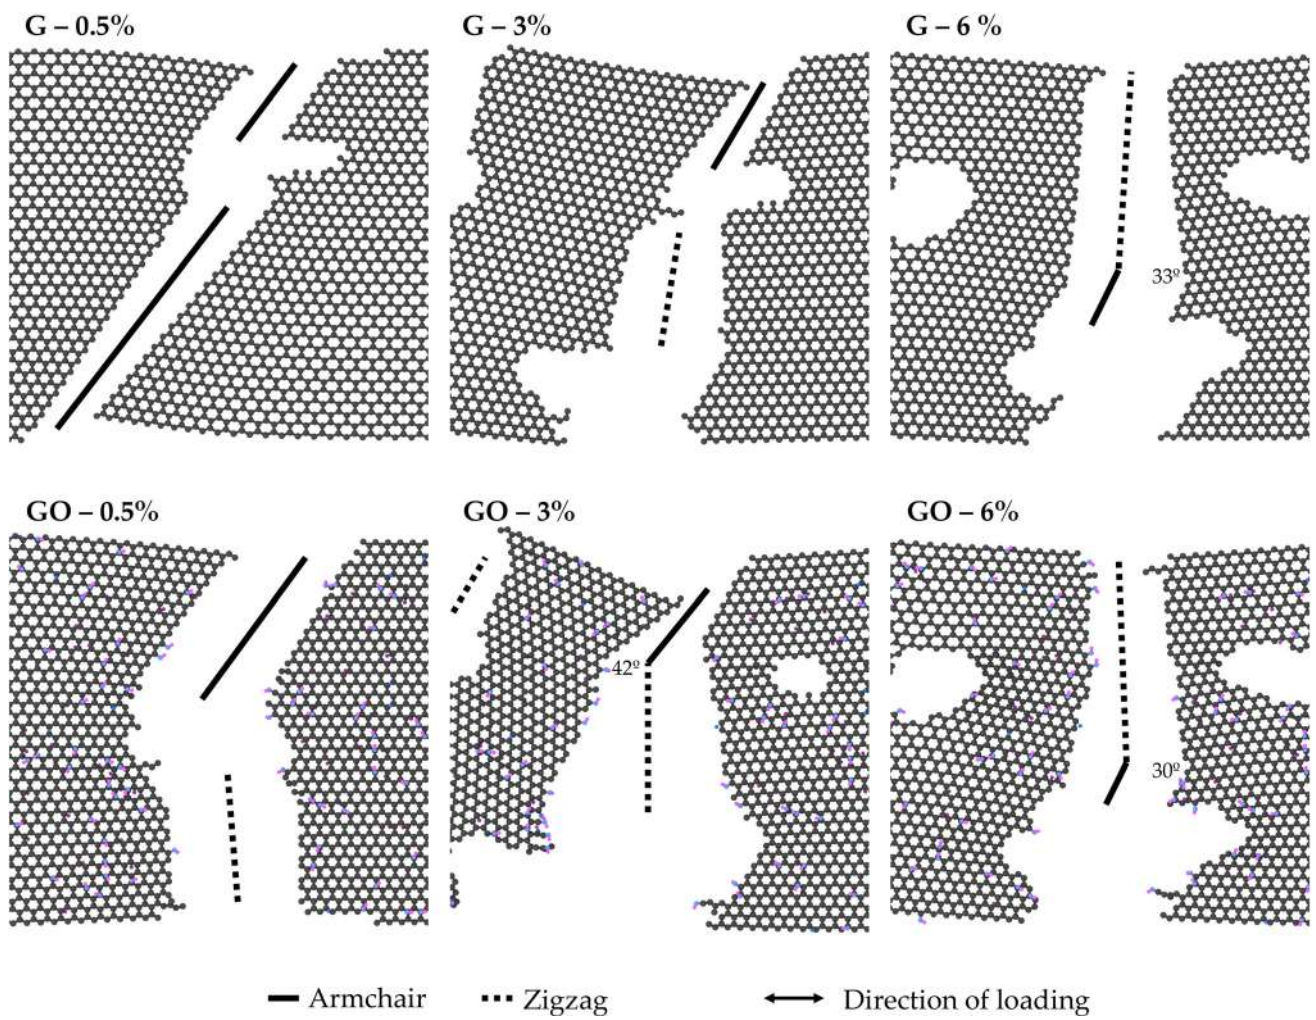 G – 0.5%
G – 3%
G – 6 %
33º
GO – 0.5%
GO – 3%
GO – 6%
42º
30º
Armchair
Zigzag
Direction of loading